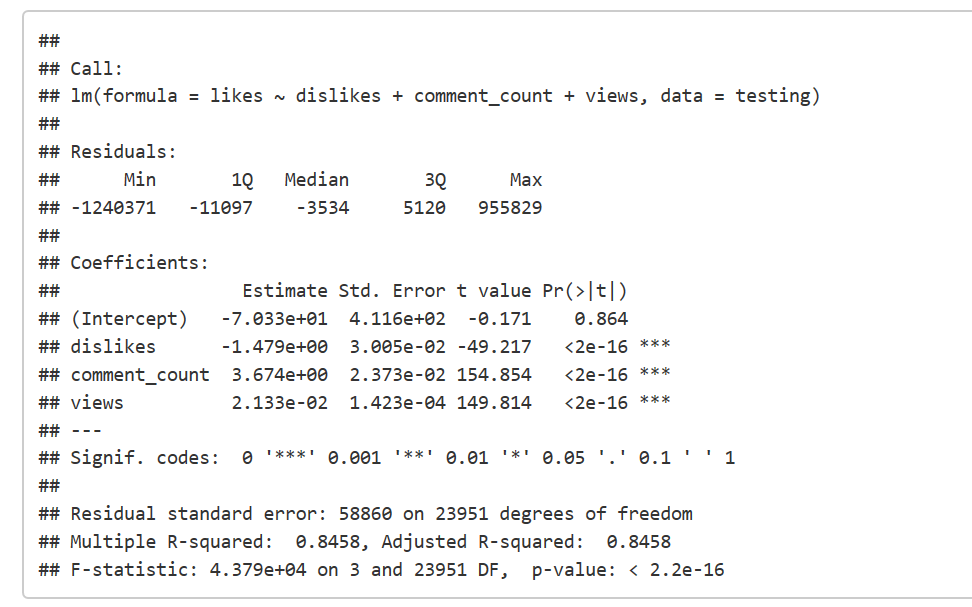 ##
## Call:
## lm(formula = likes ~ dislikes + comment_count + views, data = testing)
##
## Residuals:
##      Min       1Q   Median       3Q      Max
## -1240371   -11097    -3534     5120   955829
##
## Coefficients:
##                 Estimate Std. Error t value Pr(>|t|)
## (Intercept)   -7.033e+01  4.116e+02  -0.171    0.864
## dislikes      -1.479e+00  3.005e-02 -49.217   <2e-16 ***
## comment_count  3.674e+00  2.373e-02 154.854   <2e-16 ***
## views          2.133e-02  1.423e-04 149.814   <2e-16 ***
## ---
## Signif. codes:  0 '***' 0.001 '**' 0.01 '*' 0.05 '.' 0.1 ' ' 1
##
## Residual standard error: 58860 on 23951 degrees of freedom
## Multiple R-squared:  0.8458, Adjusted R-squared:  0.8458
## F-statistic: 4.379e+04 on 3 and 23951 DF,  p-value: < 2.2e-16